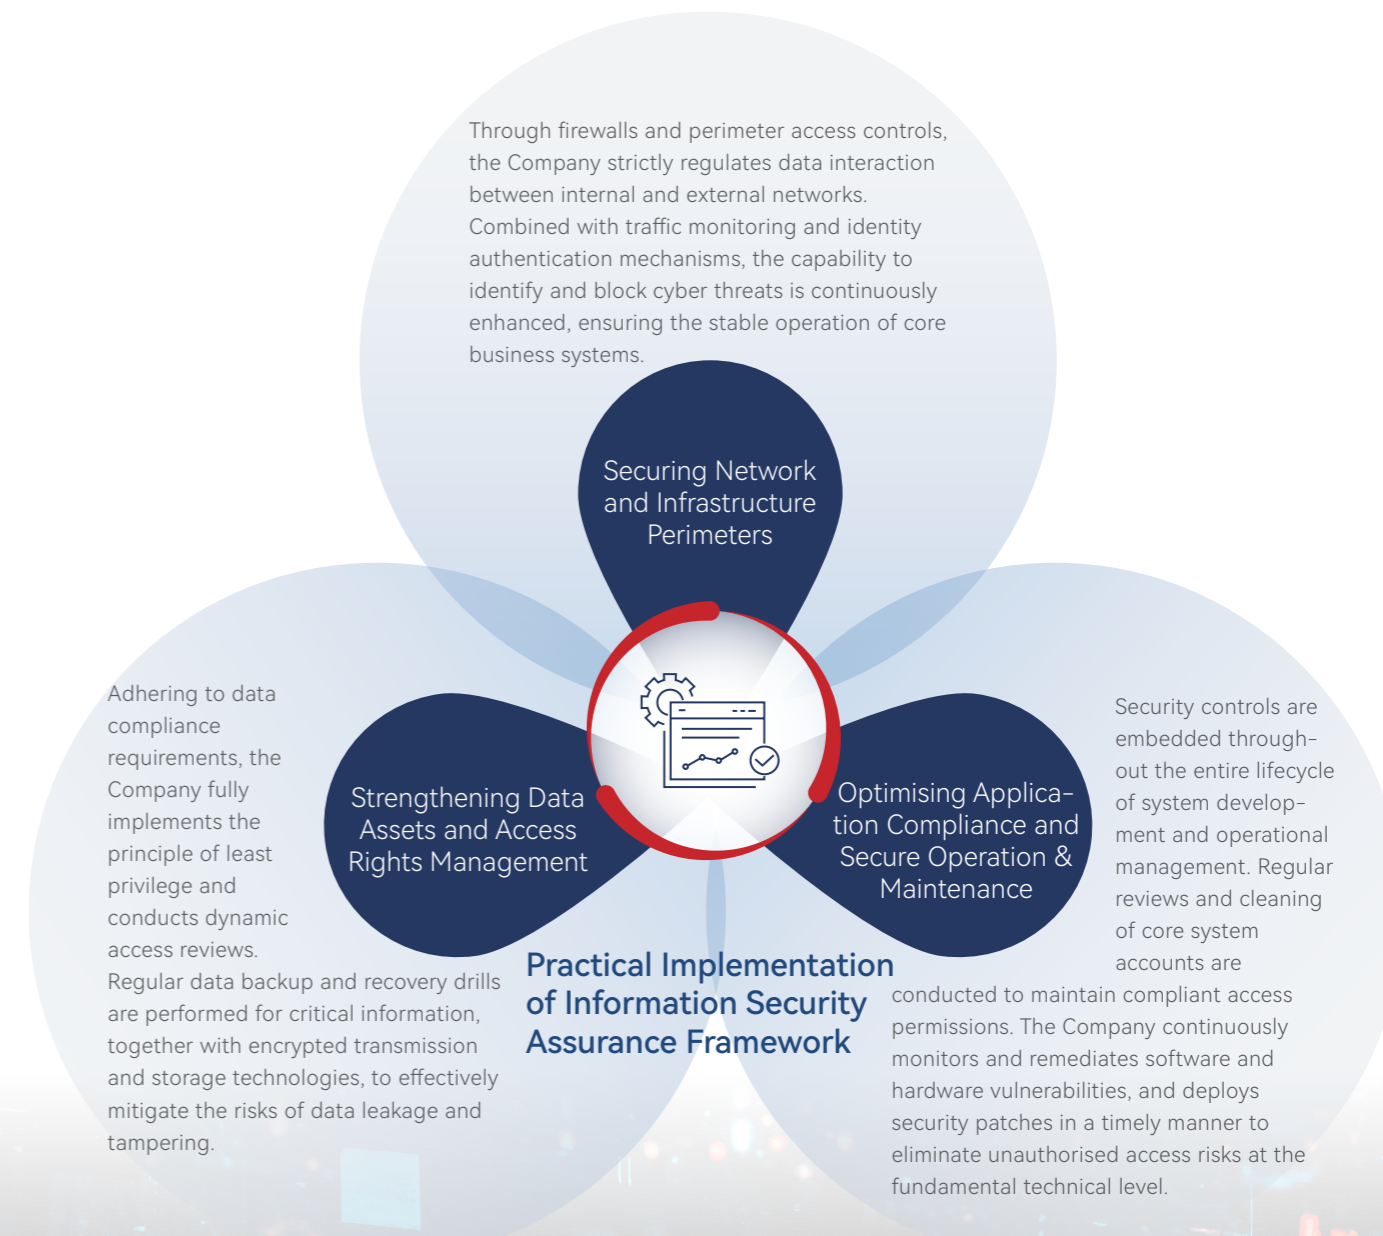 Through firewalls and perimeter access controls,
the Company strictly regulates data interaction
between internal and external networks.
Combined with traffic monitoring and identity
authentication mechanisms, the capability to
identify and block cyber threats is continuously
enhanced, ensuring the stable operation of core
business systems.
Securing Network
and Infrastructure
Perimeters
Adhering to data
compliance
requirements, the
Company fully
implements the
principle of least
privilege and
conducts dynamic
access reviews.
Regular data backup and recovery drills
are performed for critical information,
together with encrypted transmission
and storage technologies, to effectively
mitigate the risks of data leakage and
tampering.
Strengthening Data
Assets and Access
Rights Management
Optimising Applica-
tion Compliance and
Secure Operation &
Maintenance
Security controls are
embedded through-
out the entire lifecycle
of system develop-
ment and operational
management. Regular
reviews and cleaning
of core system
accounts are
conducted to maintain compliant access
permissions. The Company continuously
monitors and remediates software and
hardware vulnerabilities, and deploys
security patches in a timely manner to
eliminate unauthorised access risks at the
fundamental technical level.
Practical Implementation
of Information Security
Assurance Framework